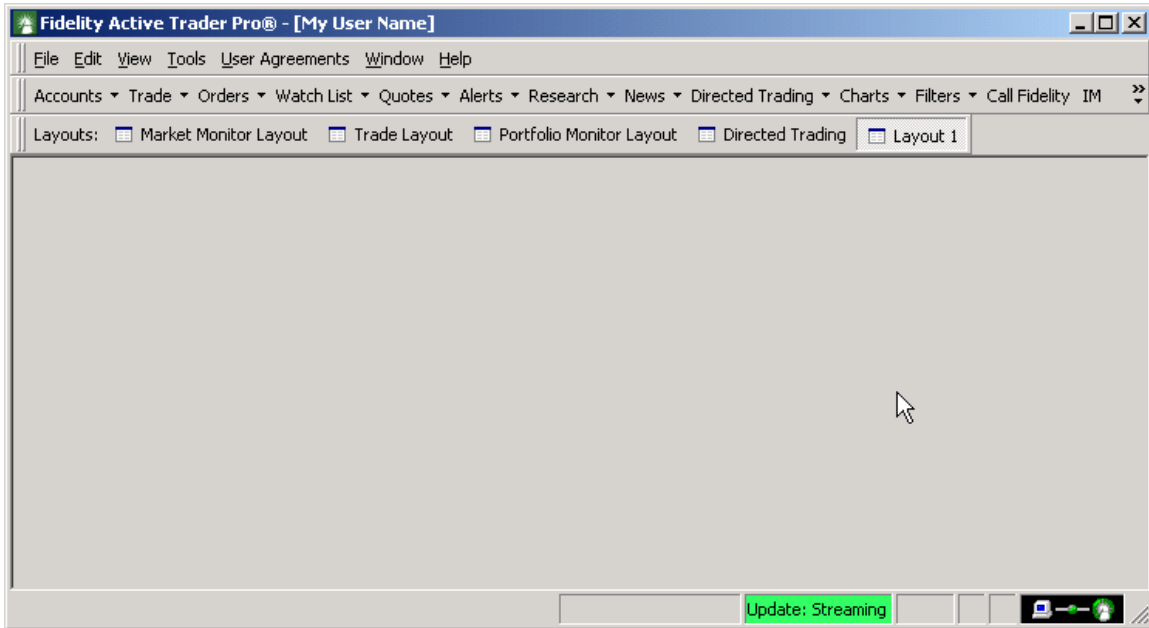 Fidelity Active Trader Pro® - [My User Name]
File Edit View Tools User Agreements Window Help
Accounts Trade Orders Watch List Quotes Alerts Research News Directed Trading Charts Filters Call Fidelity IM
Layouts: Market Monitor Layout Trade Layout Portfolio Monitor Layout Directed Trading Layout 1
Update: Streaming